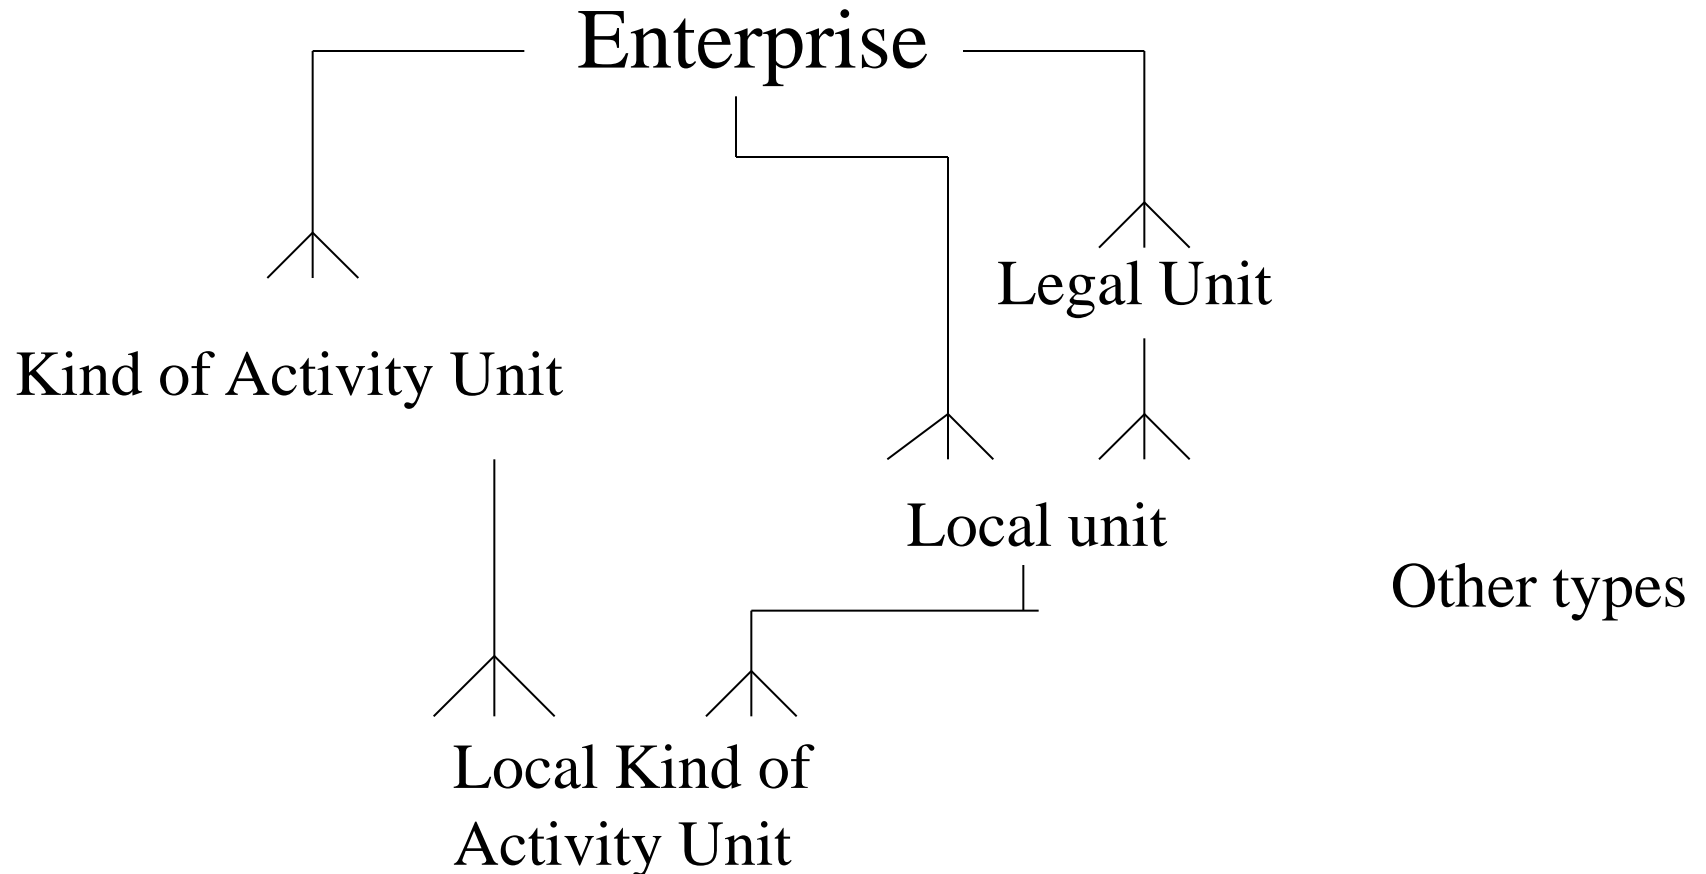 Enterprise
Legal Unit
Kind of Activity Unit
Local unit
Other types
Local Kind of
Activity Unit